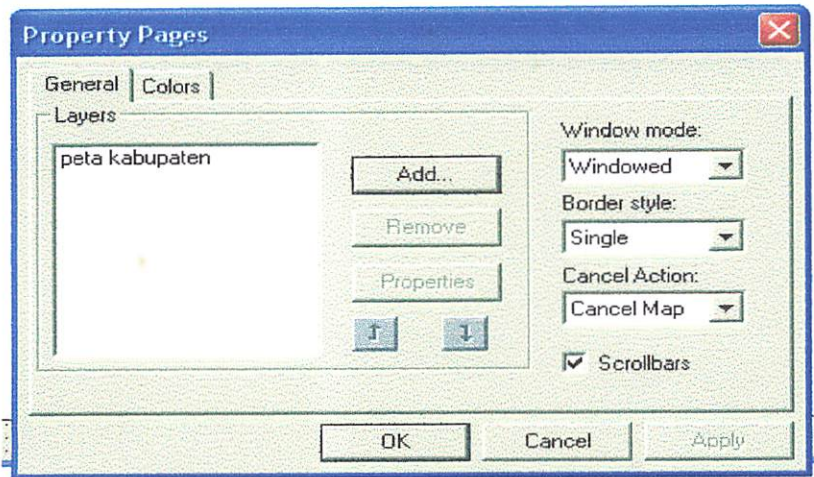 Property Pages
General Colors
Layers
peta kabupaten
Add...
Remove
Properties
Window mode:
Windowed
Border style:
Single
Cancel Action:
Cancel Map
Scrollbars
OK Cancel Apply